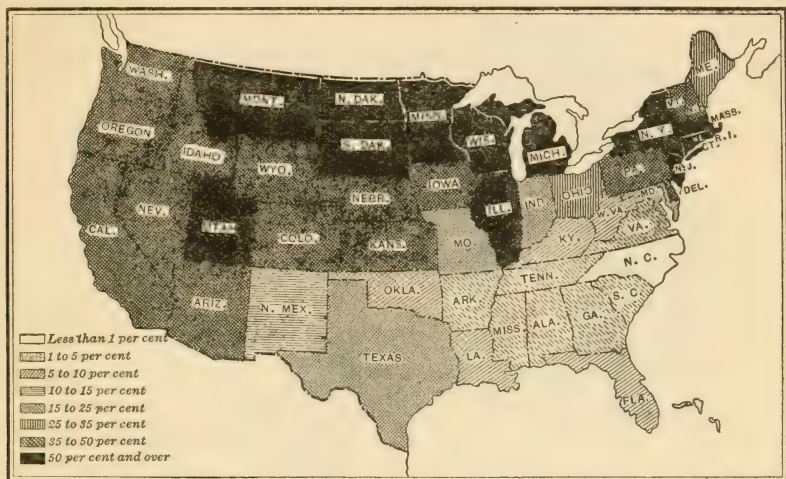 WASH.
MONT.
N. DAK.
MINN.
ME.
VT.
MASS.
OREGON
IDAHO
S. DAK.
WIS.
MICH.
N. Y.
R. I.
CT.
WYO.
IOWA
PA.
N. J.
NEV.
UTAH
NEBR.
ILL.
IND.
OHIO
MD.
DEL.
CAL.
COLO.
KANS.
MO.
W. VA.
VA.
KY.
ARIZ.
N. MEX.
OKLA.
ARK.
TENN.
N. C.
S. C.
TEXAS
LA.
MISS.
ALA.
GA.
FLA.
Less than 1 per cent
1 to 5 per cent
5 to 10 per cent
10 to 15 per cent
15 to 25 per cent
25 to 35 per cent
35 to 50 per cent
50 per cent and over